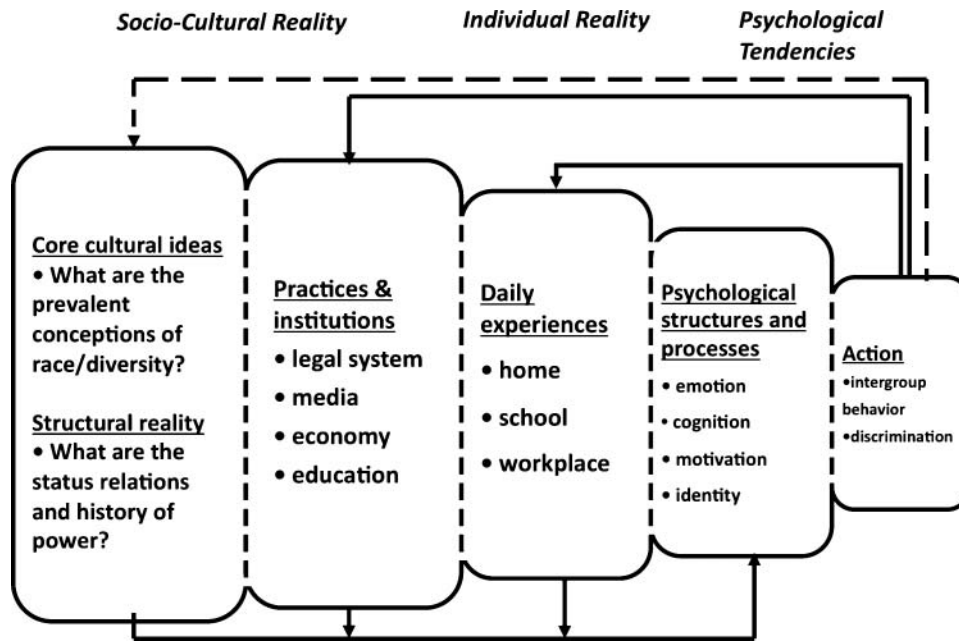 Socio-Cultural Reality
Individual Reality
Psychological
Tendencies
Core cultural ideas
• What are the
prevalent
conceptions of
race/diversity?
Structural reality
• What are the
status relations
and history of
power?
Practices &
institutions
• legal system
• media
• economy
• education
Daily
experiences
• home
• school
• workplace
Psychological
structures and
processes
• emotion
• cognition
• motivation
• identity
Action
•intergroup
behavior
•discrimination